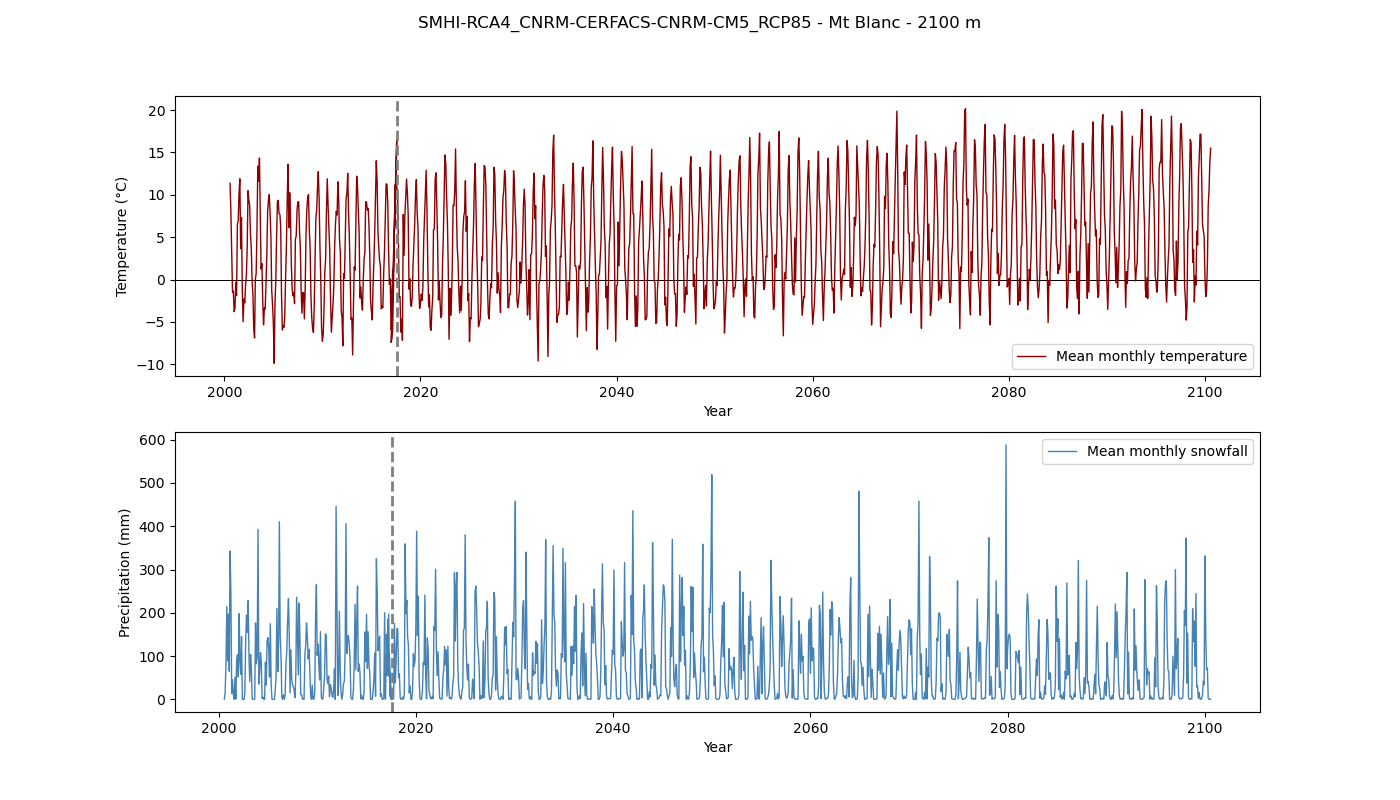 SMHI-RCA4_CNRM-CERFACS-CNRM-CM5_RCP85 - Mt Blanc - 2100 m
20
15
10
5
0
−5
−10
Temperature (°C)
Mean monthly temperature
2000 2020 2040 2060 2080 2100
Year
600
500
400
300
200
100
0
Precipitation (mm)
Mean monthly snowfall
2000 2020 2040 2060 2080 2100
Year